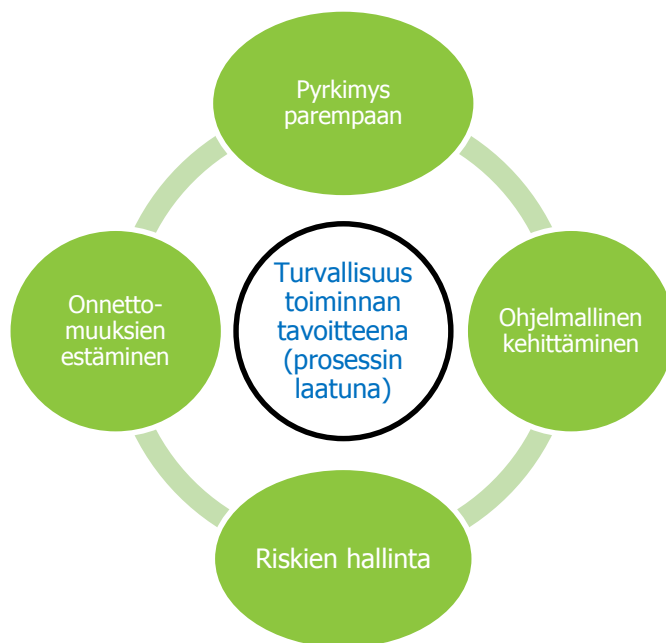 Pyrkimys
parempaan
Turvallisuus
toiminnan
tavoitteena
(prosessin
laatuna)
Onnetto-
muuksien
estäminen
Ohjelmallinen
kehittäminen
Riskien hallinta